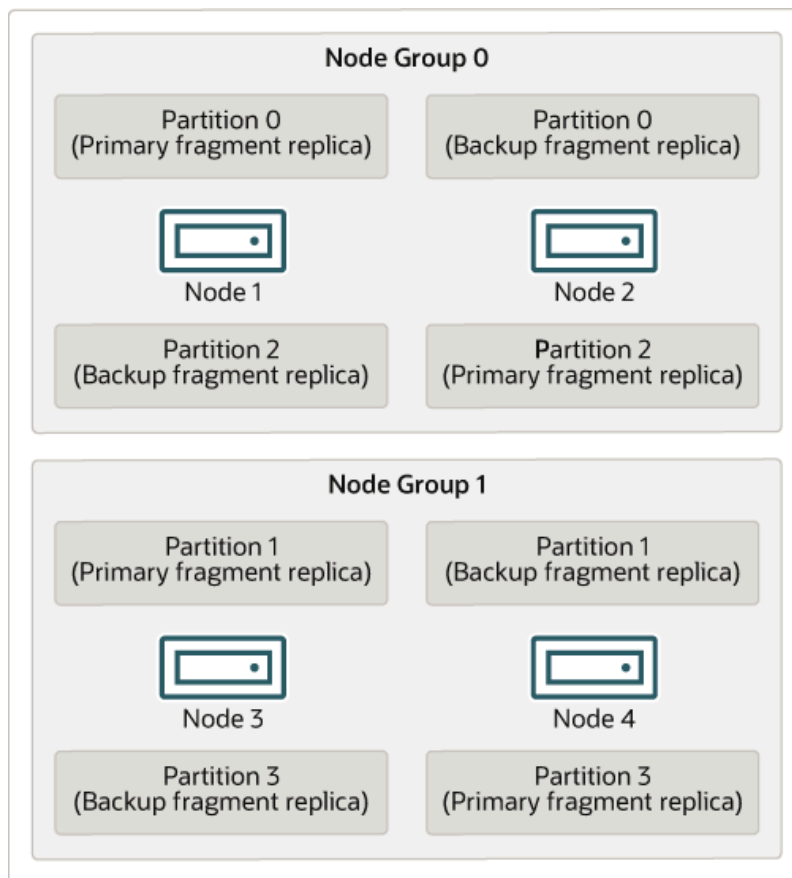 Node Group 0
Partition 0
(Primary fragment replica)
Partition 0
(Backup fragment replica)
Node 1
Node 2
Partition 2
(Backup fragment replica)
Partition 2
(Primary fragment replica)
Node Group 1
Partition 1
(Primary fragment replica)
Partition 1
(Backup fragment replica)
Node 3
Node 4
Partition 3
(Backup fragment replica)
Partition 3
(Primary fragment replica)